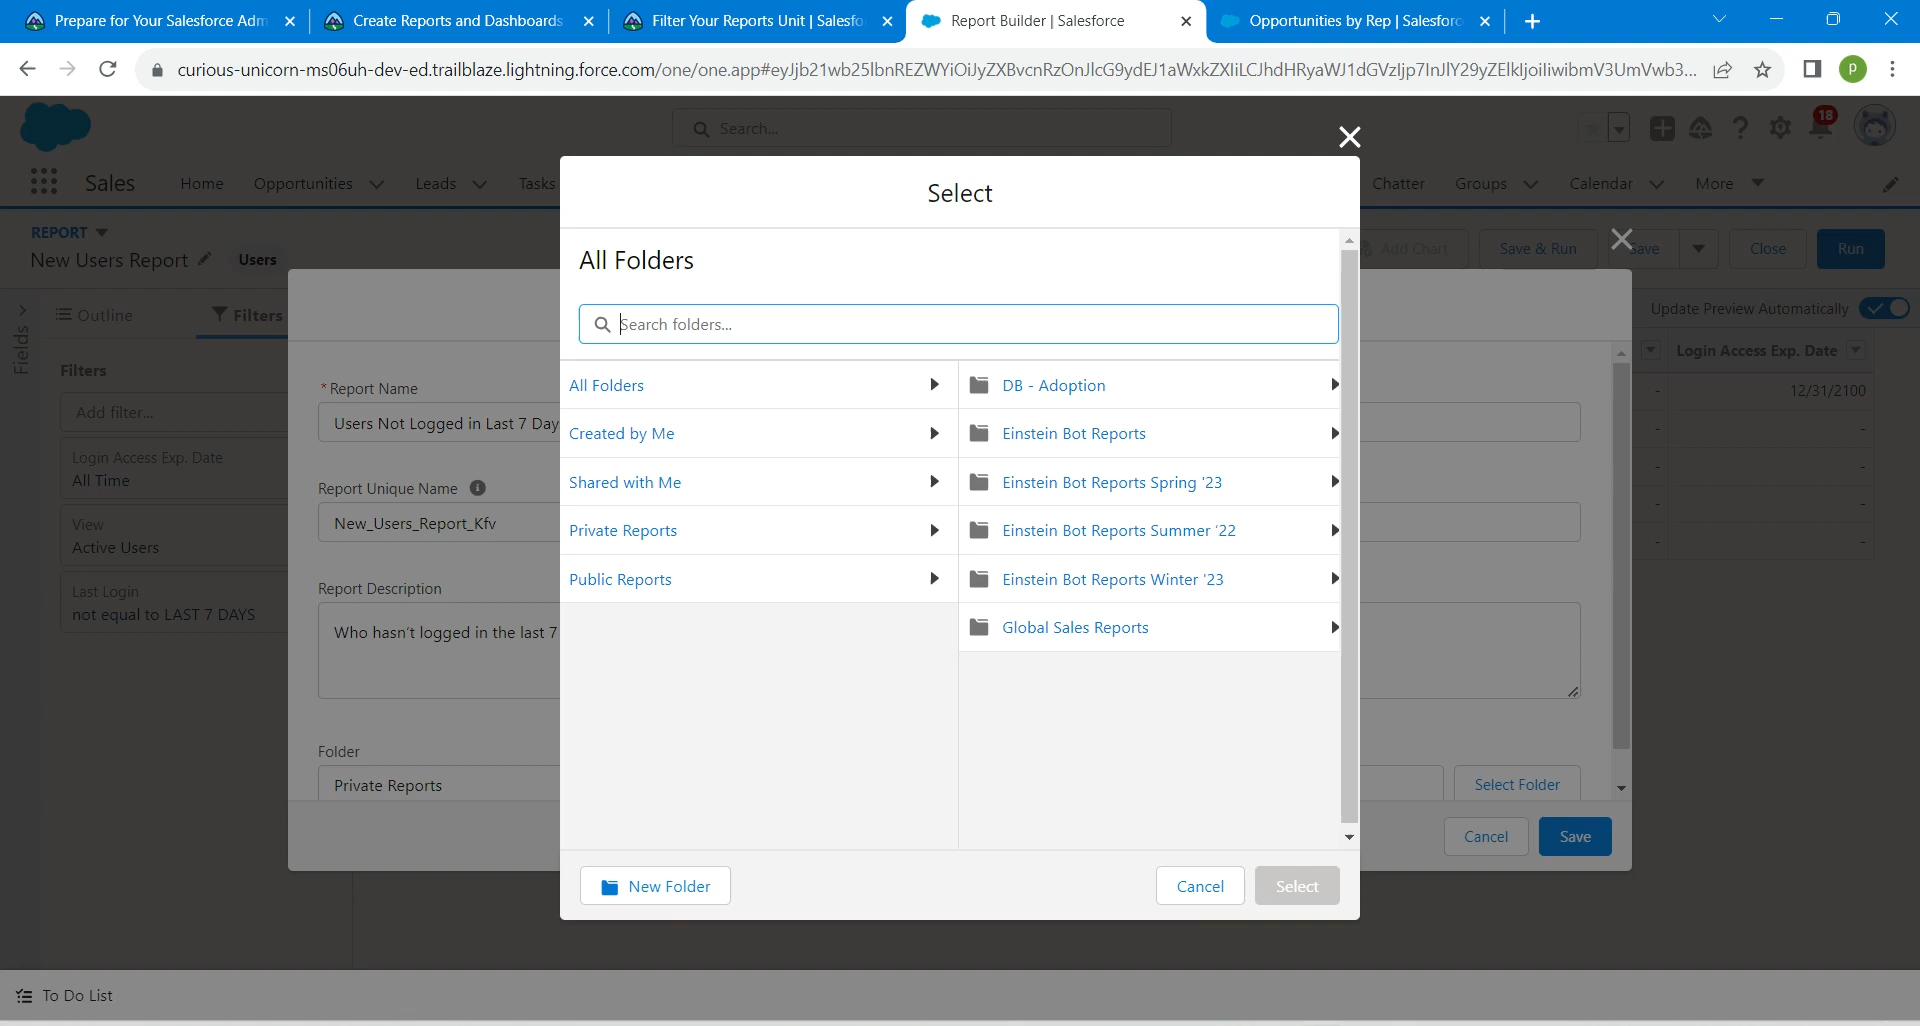 Prepare for Your Salesforce Adm
Create Reports and Dashboards
Filter Your Reports Unit | Salesfo
Report Builder | Salesforce
Opportunities by Rep | Salesforc
curious-unicorn-ms06uh-dev-ed.trailblaze.lightning.force.com/one/one.app#eyJjb21wb25lbnREZWYiOiJyZXBvcnRzOnJlcG9ydEJ1aWxkZXIiLCJhdHRyaWJ1dGVzIjp7InJlY29yZElkIjoiIiwibmV3UmVwb3...
P
Search...
18
Sales
Home
Opportunities
Leads
Tasks
Chatter
Groups
Calendar
More
REPORT
New Users Report
Users
Add Chart
Save & Run
Save
Close
Run
Fields
Outline
Filters
Update Preview Automatically
Filters
Add filter...
Login Access Exp. Date
All Time
View
Active Users
Last Login
not equal to LAST 7 DAYS
Login Access Exp. Date
-
12/31/2100
-
-
-
-
-
-
-
-
* Report Name
Users Not Logged in Last 7 Day
Report Unique Name
New_Users_Report_Kfv
Report Description
Who hasn't logged in the last 7
Folder
Private Reports
Select Folder
Cancel
Save
Select
All Folders
Search folders...
All Folders
Created by Me
Shared with Me
Private Reports
Public Reports
DB - Adoption
Einstein Bot Reports
Einstein Bot Reports Spring '23
Einstein Bot Reports Summer '22
Einstein Bot Reports Winter '23
Global Sales Reports
New Folder
Cancel
Select
To Do List